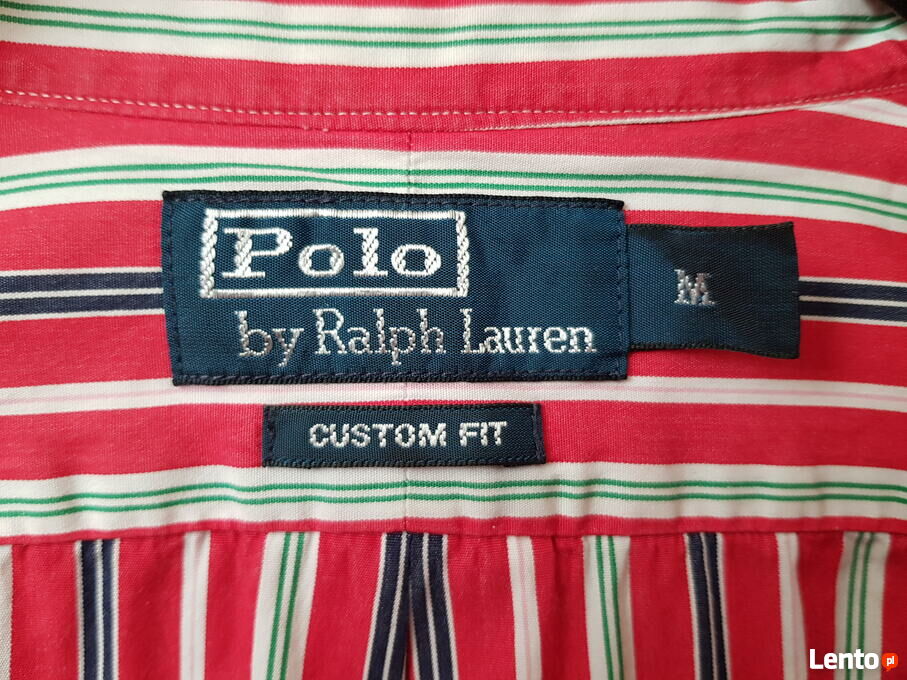 Polo
by Ralph Lauren
M
CUSTOM FIT
Lento pl